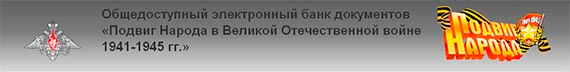 Общедоступный электронный банк документов
«Подвиг Народа в Великой Отечественной войне
1941-1945 гг.»
ПОДВИГ
НАРОДА